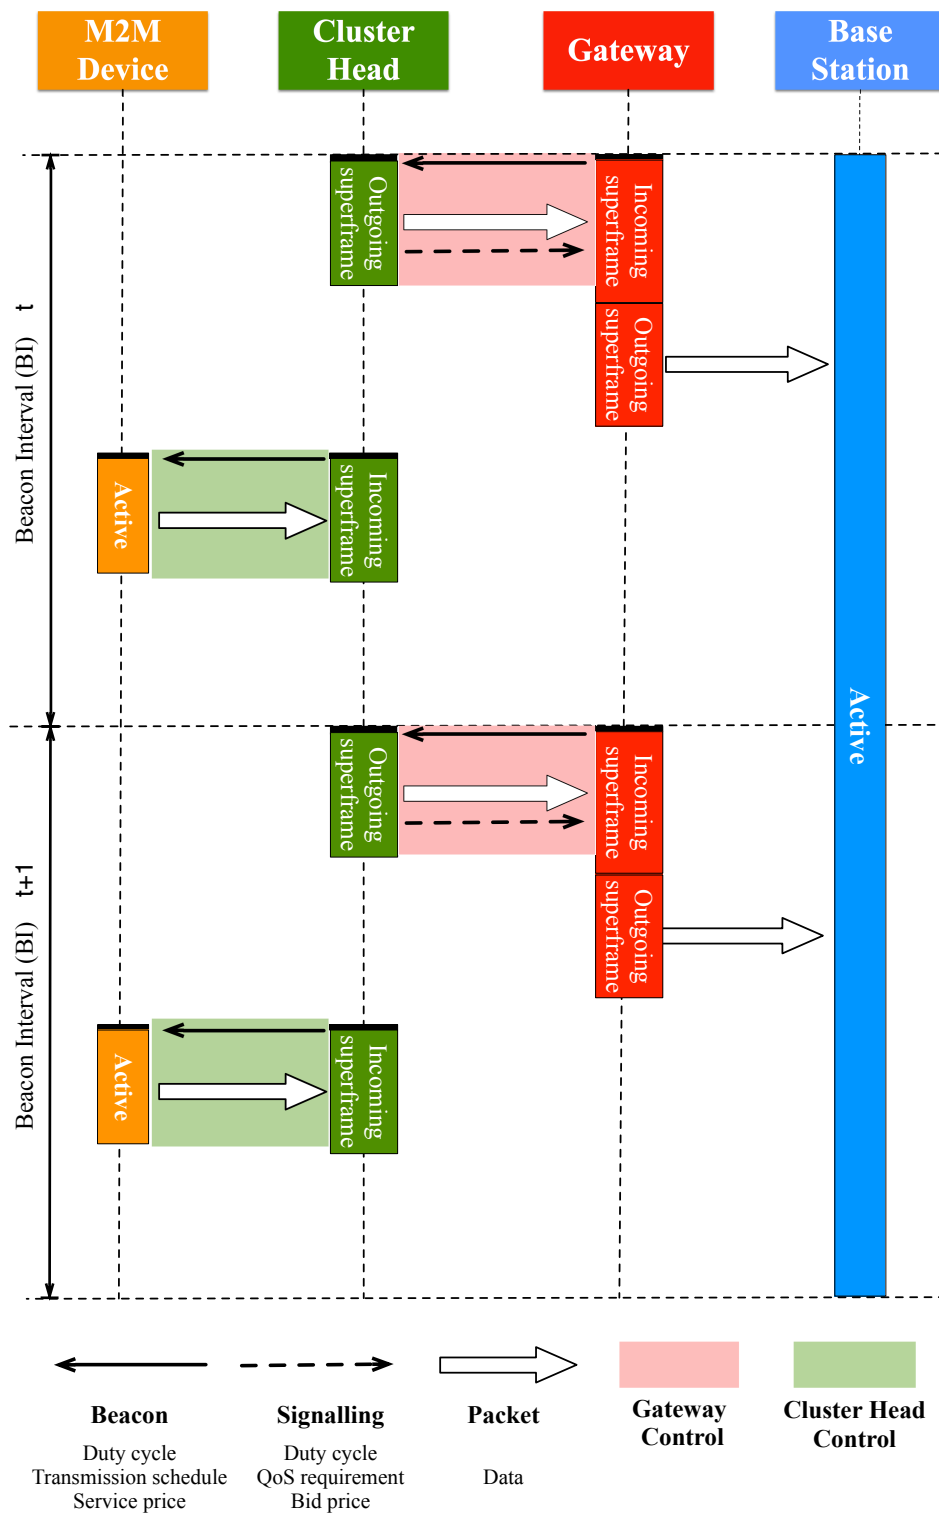 M2M
Device
Cluster
Head
Gateway
Base
Station
Beacon Interval (BI) t
Outgoing
superframe
Incoming
superframe
Outgoing
superframe
Active
Incoming
superframe
Active
Beacon Interval (BI) t+1
Outgoing
superframe
Incoming
superframe
Outgoing
superframe
Active
Incoming
superframe
Beacon
Duty cycle
Transmission schedule
Service price
Signalling
Duty cycle
QoS requirement
Bid price
Packet
Data
Gateway
Control
Cluster Head
Control